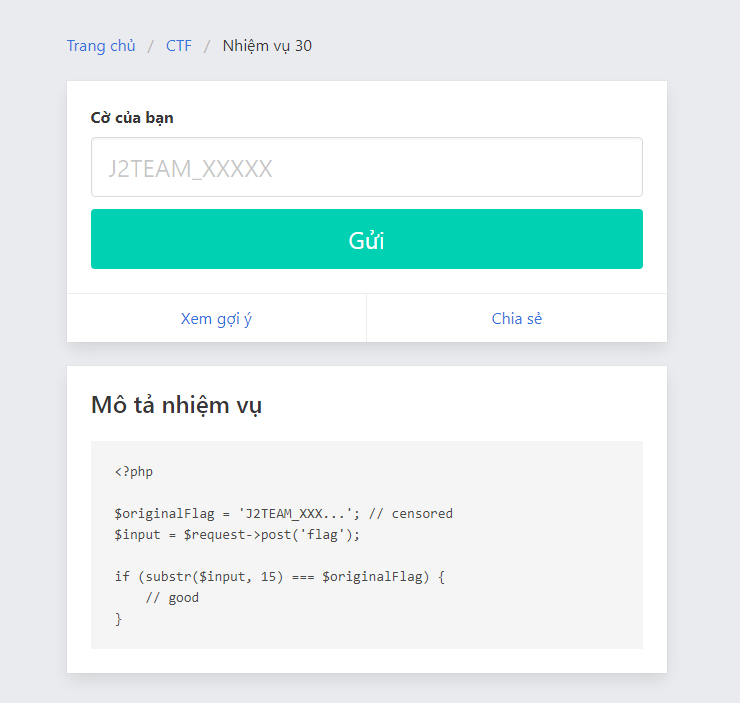 Trang chủ / CTF / Nhiệm vụ 30
Cờ của bạn
J2TEAM_XXXXX
Gửi
Xem gợi ý
Chia sẻ
Mô tả nhiệm vụ
<?php
$originalFlag = 'J2TEAM_XXX...'; // censored
$input = $request->post('flag');
if (substr($input, 15) === $originalFlag) {
    // good
}